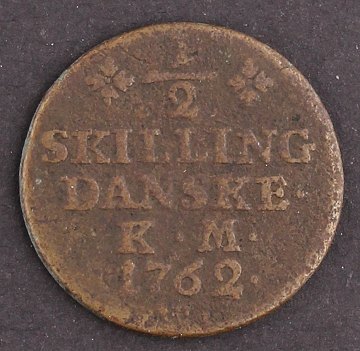 1/2
SKILLING
DANSKE·
K·M·
·1762·